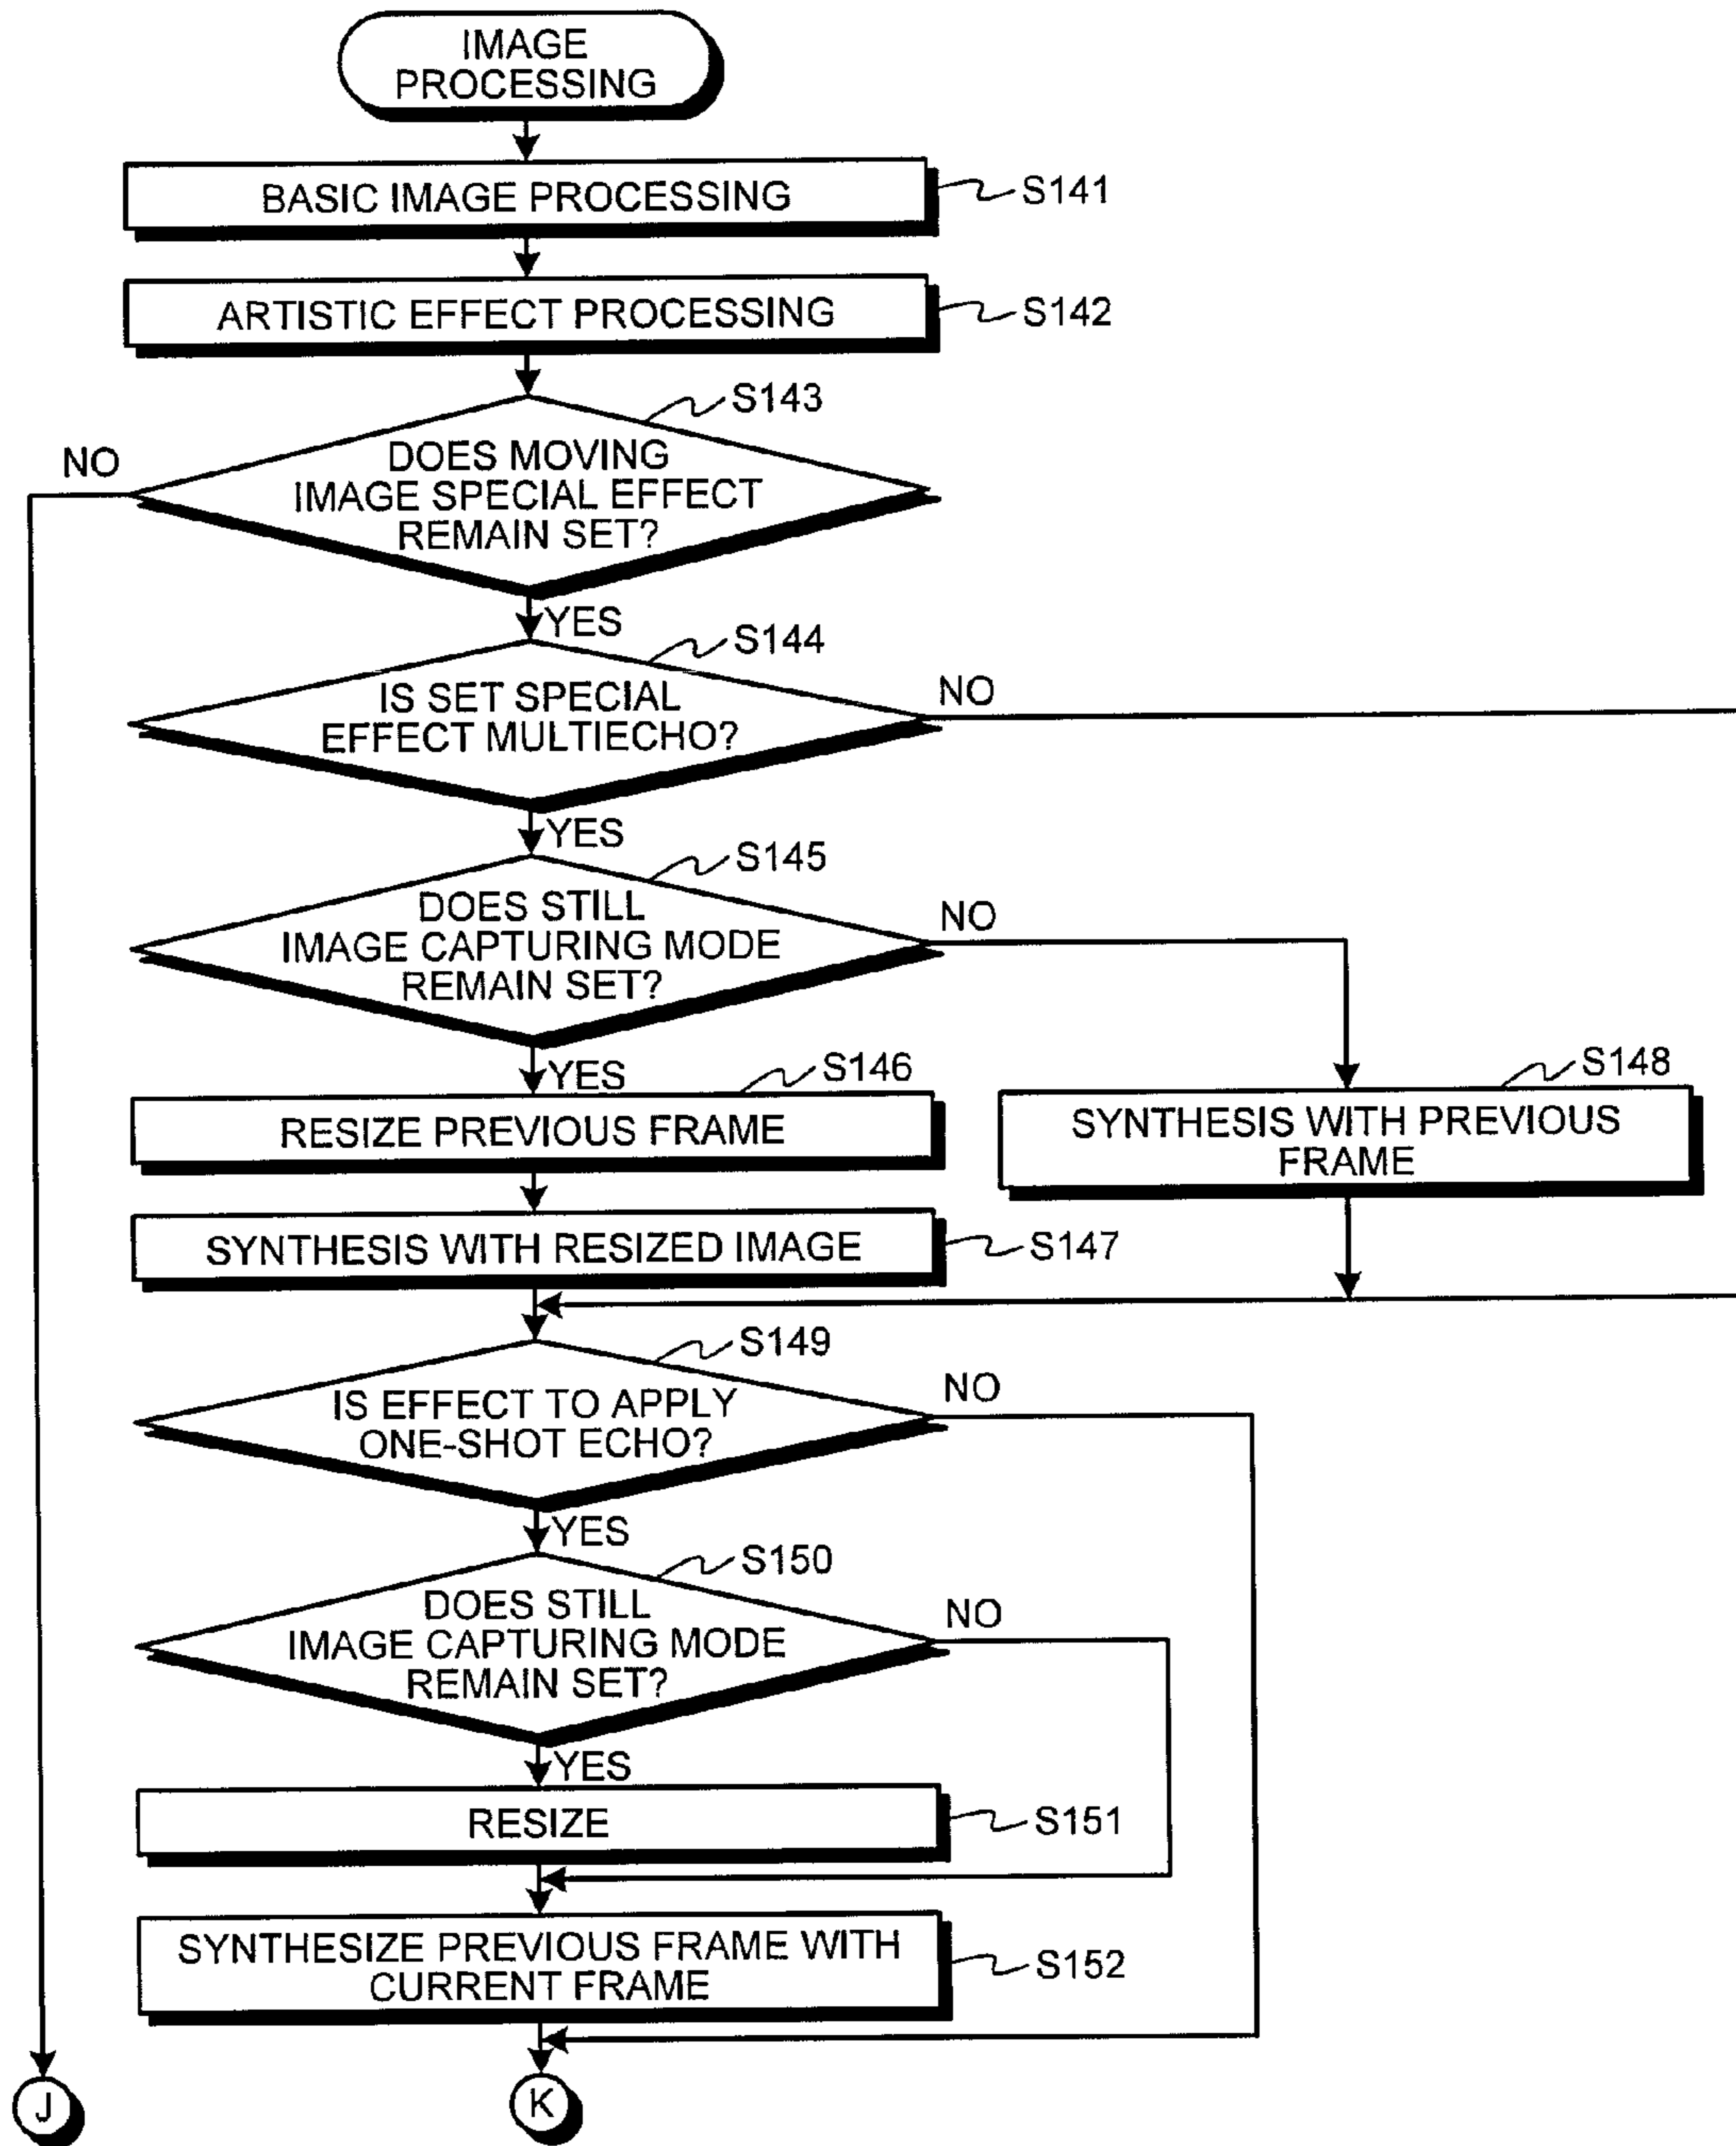 IMAGE
PROCESSING
BASIC IMAGE PROCESSING
S141
ARTISTIC EFFECT PROCESSING
S142
S143
NO
DOES MOVING
IMAGE SPECIAL EFFECT
REMAIN SET?
YES
S144
IS SET SPECIAL
EFFECT MULTIECHO?
NO
YES
S145
DOES STILL
IMAGE CAPTURING MODE
REMAIN SET?
NO
YES
S146
RESIZE PREVIOUS FRAME
S148
SYNTHESIS WITH PREVIOUS
FRAME
SYNTHESIS WITH RESIZED IMAGE
S147
S149
IS EFFECT TO APPLY
ONE-SHOT ECHO?
NO
YES
S150
DOES STILL
IMAGE CAPTURING MODE
REMAIN SET?
NO
YES
RESIZE
S151
SYNTHESIZE PREVIOUS FRAME WITH
CURRENT FRAME
S152
J
K